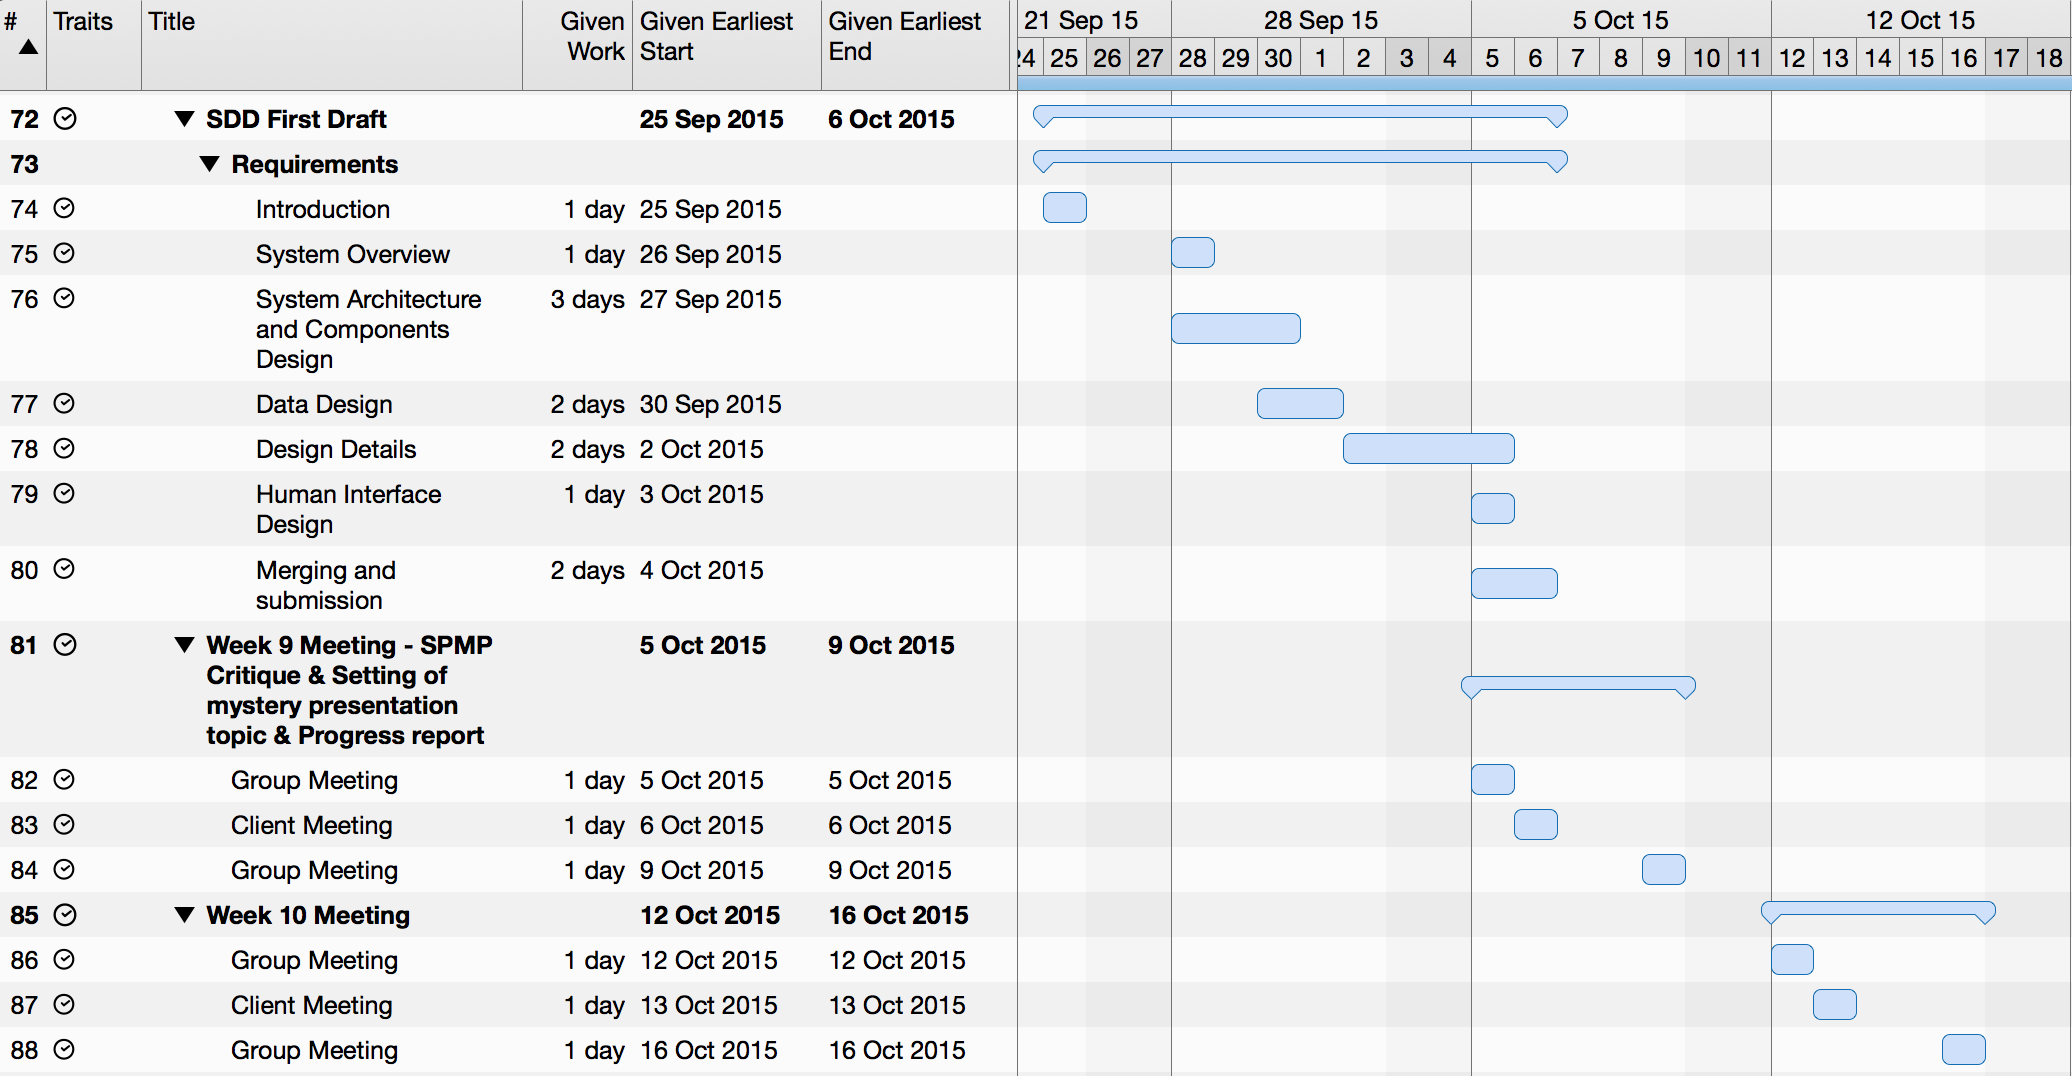 # Traits Title Given Work Given Earliest Start Given Earliest End
21 Sep 15 28 Sep 15 5 Oct 15 12 Oct 15
24 25 26 27 28 29 30 1 2 3 4 5 6 7 8 9 10 11 12 13 14 15 16 17 18
72 SDD First Draft 25 Sep 2015 6 Oct 2015
73 Requirements
74 Introduction 1 day 25 Sep 2015
75 System Overview 1 day 26 Sep 2015
76 System Architecture 3 days 27 Sep 2015
and Components
Design
77 Data Design 2 days 30 Sep 2015
78 Design Details 2 days 2 Oct 2015
79 Human Interface 1 day 3 Oct 2015
Design
80 Merging and 2 days 4 Oct 2015
submission
81 Week 9 Meeting - SPMP 5 Oct 2015 9 Oct 2015
Critique & Setting of
mystery presentation
topic & Progress report
82 Group Meeting 1 day 5 Oct 2015 5 Oct 2015
83 Client Meeting 1 day 6 Oct 2015 6 Oct 2015
84 Group Meeting 1 day 9 Oct 2015 9 Oct 2015
85 Week 10 Meeting 12 Oct 2015 16 Oct 2015
86 Group Meeting 1 day 12 Oct 2015 12 Oct 2015
87 Client Meeting 1 day 13 Oct 2015 13 Oct 2015
88 Group Meeting 1 day 16 Oct 2015 16 Oct 2015